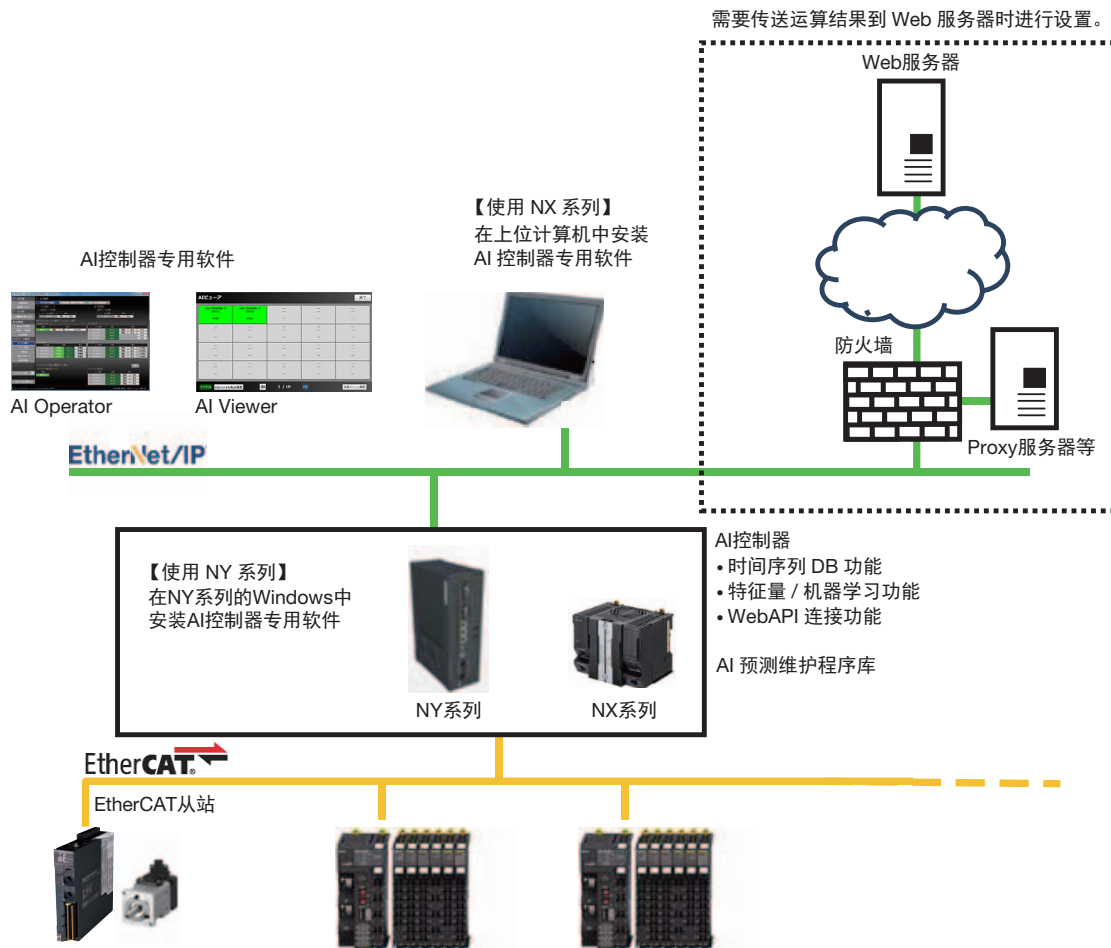 需要传送运算结果到 Web 服务器时进行设置。
Web服务器
【使用 NX 系列】
在上位计算机中安装
AI 控制器专用软件
AI控制器专用软件
AIビューア
1 / 10
防火墙
AI Operator
AI Viewer
Proxy服务器等
EtherNet/IP
AI控制器
• 时间序列 DB 功能
• 特征量 / 机器学习功能
• WebAPI 连接功能
AI 预测维护程序库
【使用 NY 系列】
在NY系列的Windows中
安装AI控制器专用软件
NY系列
NX系列
EtherCAT®
EtherCAT从站